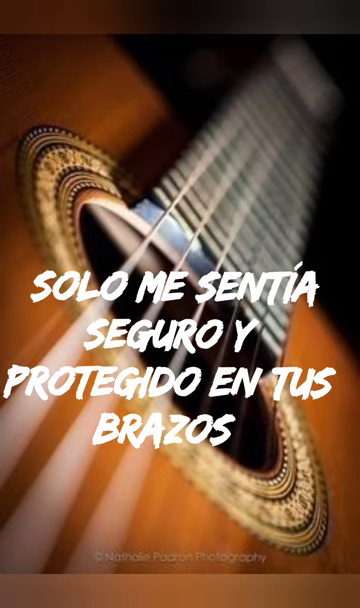 SOLO ME SENTÍA
SEGURO Y
PROTEGIDO EN TUS
BRAZOS
© Nathalie Padron Photography